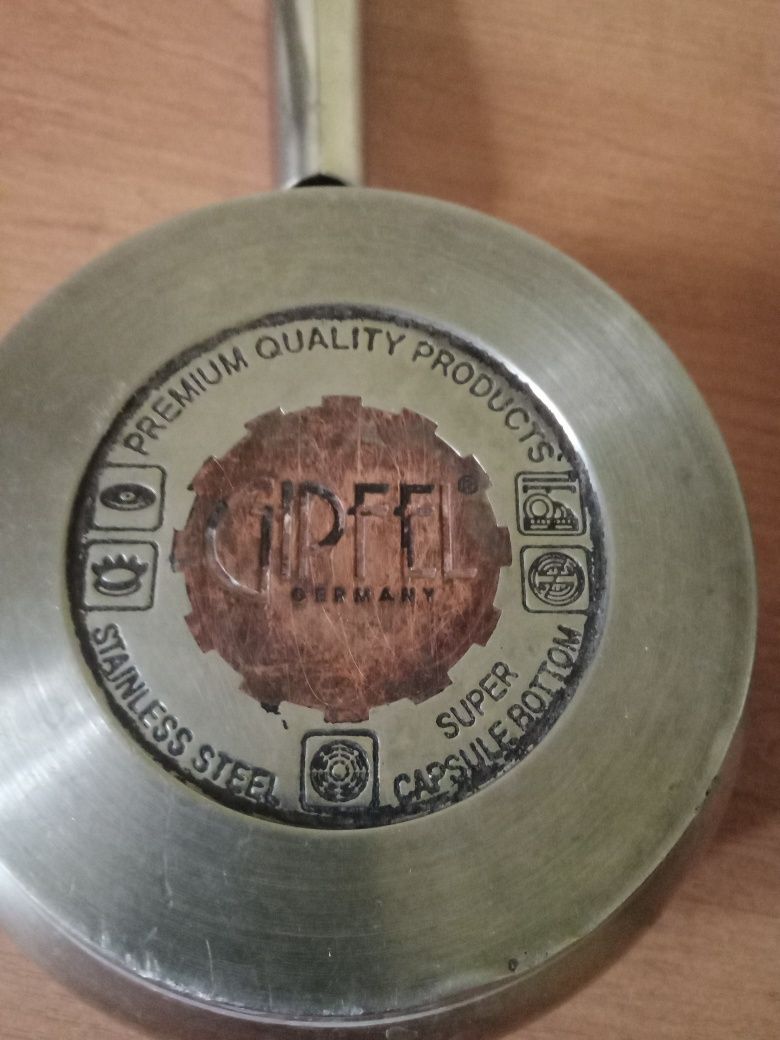 PREMIUM QUALITY PRODUCTS
GIPFEL®
GERMANY
STAINLESS STEEL
SUPER
CAPSULE BOTTOM